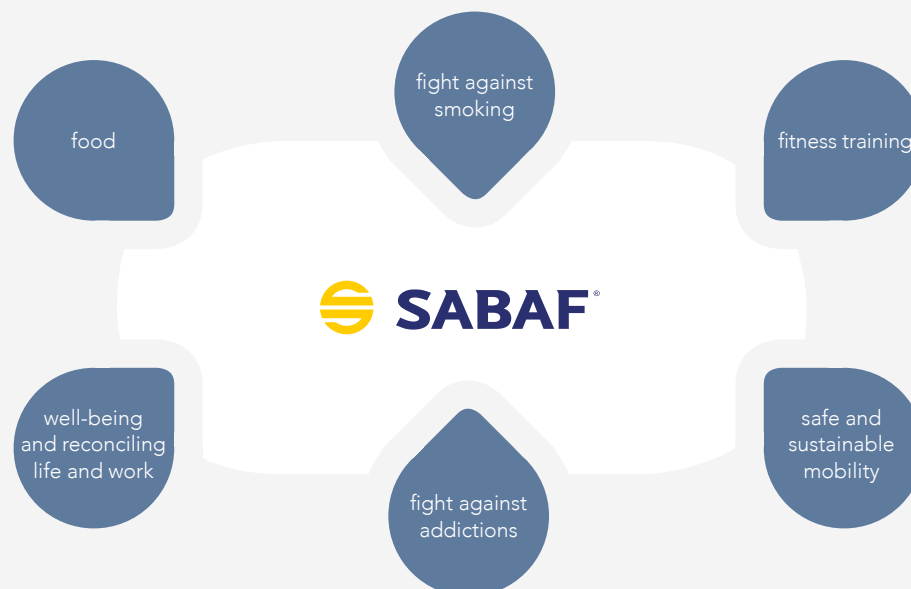 fight against
smoking
food
fitness training
SABAF®
well-being
and reconciling
life and work
safe and
sustainable
mobility
fight against
addictions